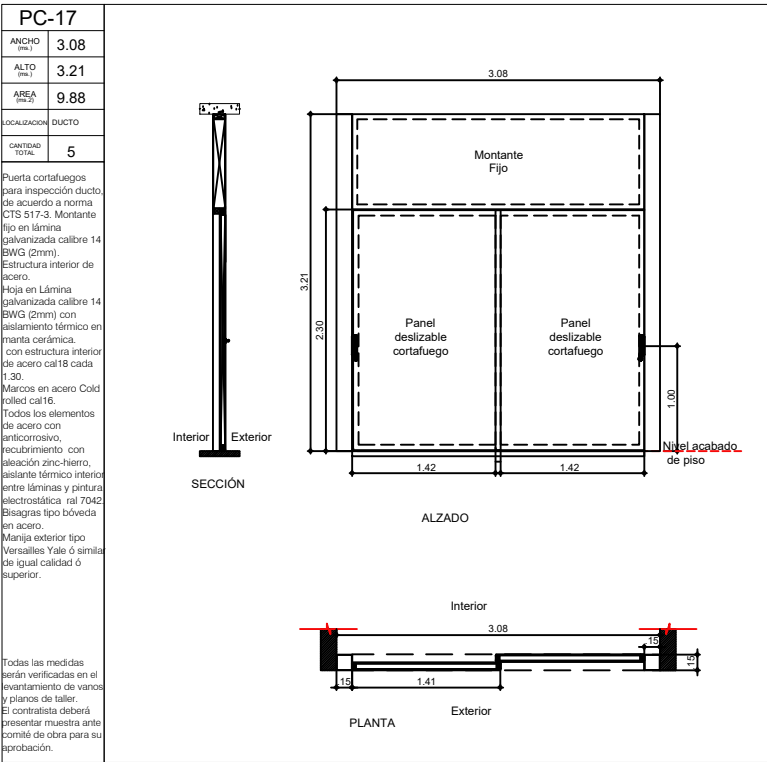 PC-17
ANCHO (ms.) 3.08
ALTO (ms.) 3.21
AREA (ms.2) 9.88
LOCALIZACION DUCTO
CANTIDAD TOTAL 5
Puerta cortafuegos
para inspección ducto,
de acuerdo a norma
CTS 517-3. Montante
fijo en lámina
galvanizada calibre 14
BWG (2mm).
Estructura interior de
acero.
Hoja en Lámina
galvanizada calibre 14
BWG (2mm) con
aislamiento térmico en
manta cerámica.
con estructura interior
de acero cal18 cada
1.30.
Marcos en acero Cold
rolled cal16.
Todos los elementos
de acero con
anticorrosivo,
recubrimiento con
aleación zinc-hierro,
aislante térmico interior
entre láminas y pintura
electrostática ral 7042.
Bisagras tipo bóveda
en acero.
Manija exterior tipo
Versailles Yale ó similar
de igual calidad ó
superior.
Todas las medidas
serán verificadas en el
levantamiento de vanos
y planos de taller.
El contratista deberá
presentar muestra ante
comité de obra para su
aprobación.
Interior Exterior
SECCIÓN
3.08
Montante
Fijo
3.21
2.30
Panel
deslizable
cortafuego
Panel
deslizable
cortafuego
1.00
Nivel acabado
de piso
1.42
1.42
ALZADO
Interior
3.08
.15
.15
.15
1.41
Exterior
PLANTA